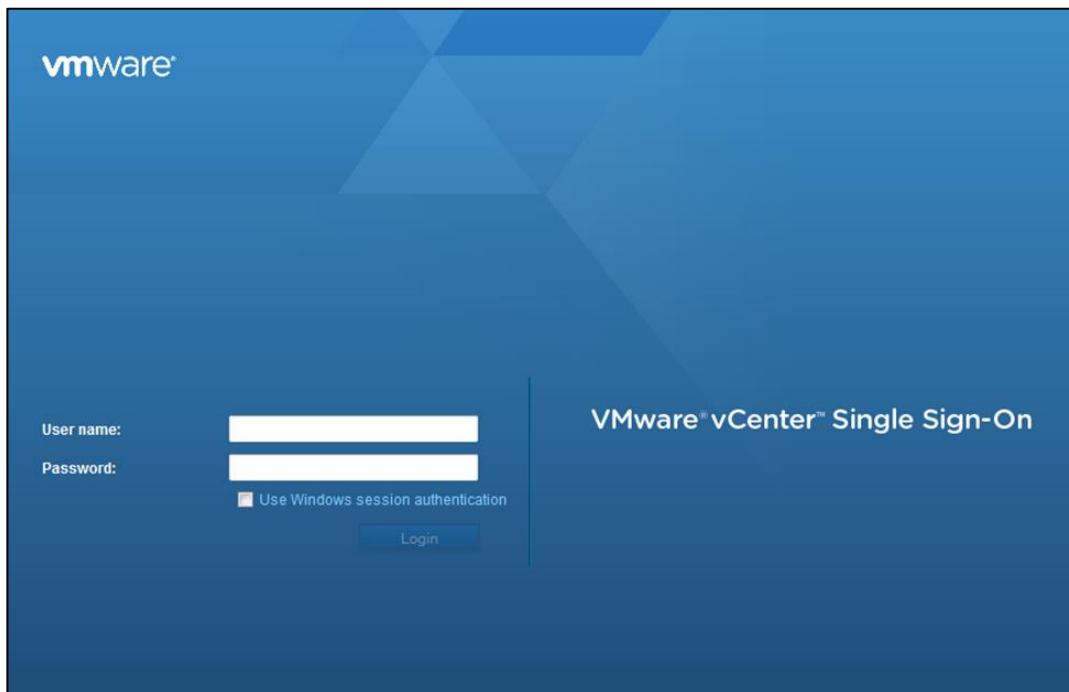 vmware®
User name:
VMware® vCenter™ Single Sign-On
Password:
Use Windows session authentication
Login